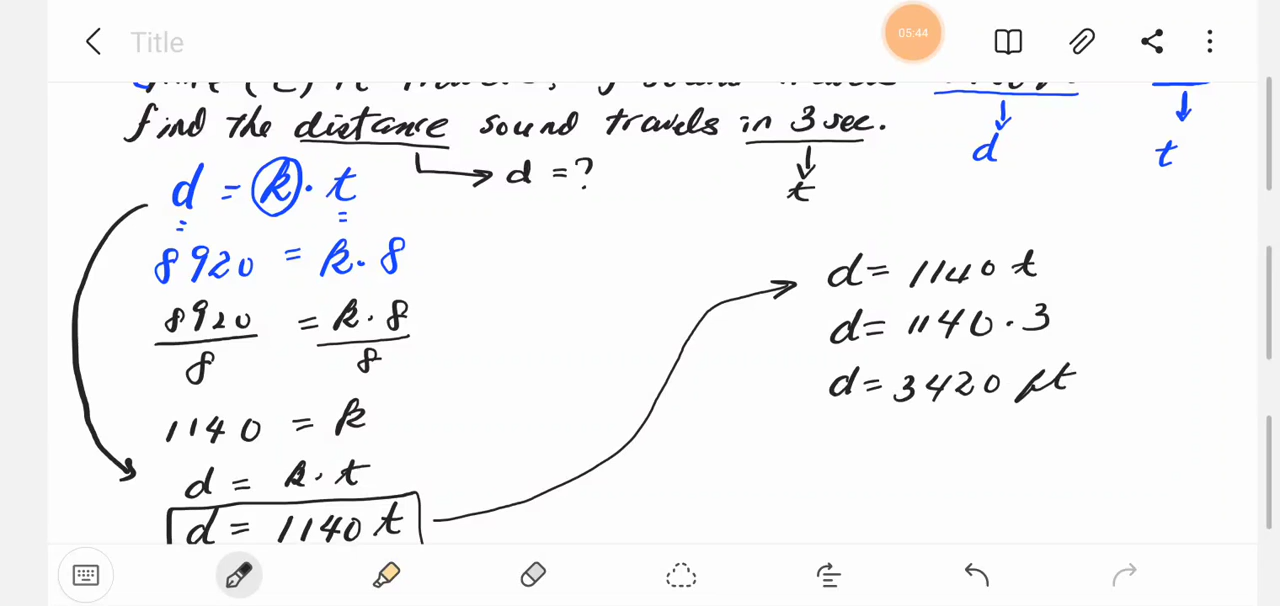 Title
05:44
find the distance sound travels in 3 sec.
d
t
d = ?
t
d = k · t
8920 = k · 8
8920 = k · 8
8 8
1140 = k
d = k · t
d = 1140 t
d = 1140 t
d = 1140 · 3
d = 3420 ft